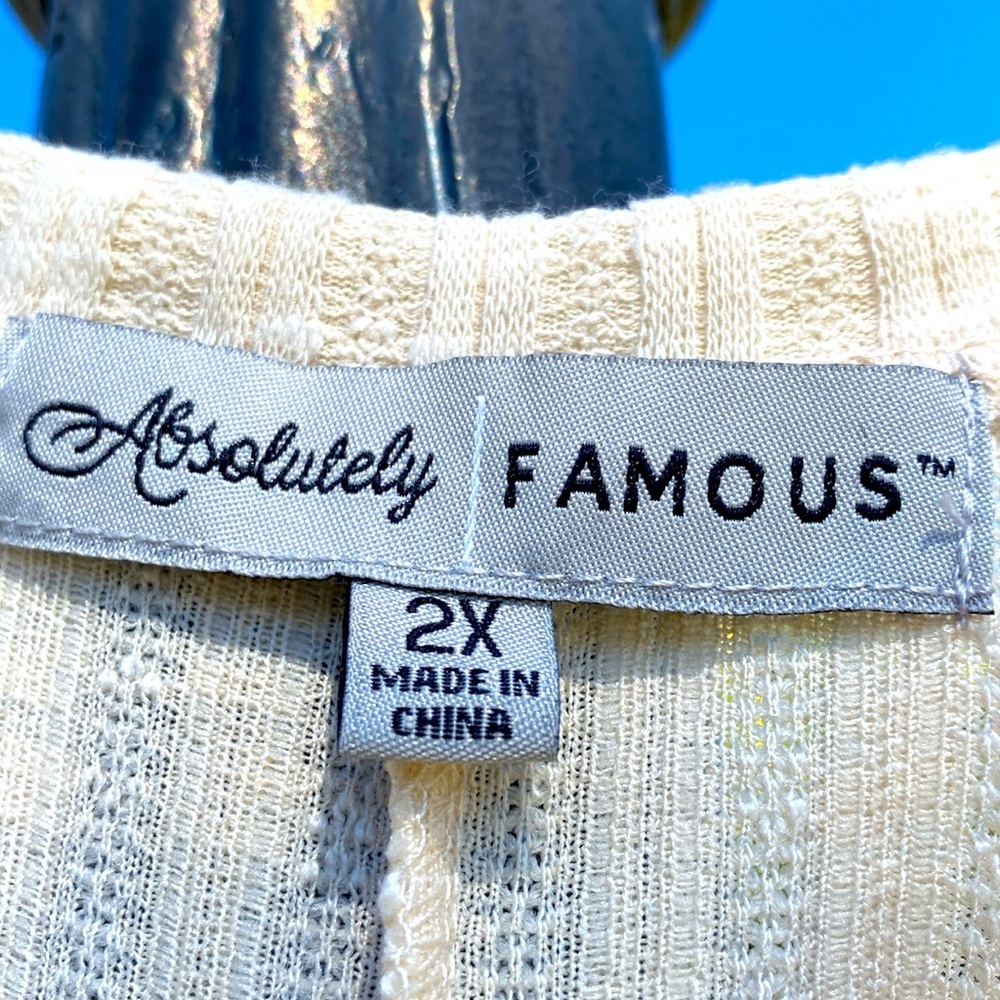 Absolutely FAMOUS™
2X
MADE IN
CHINA